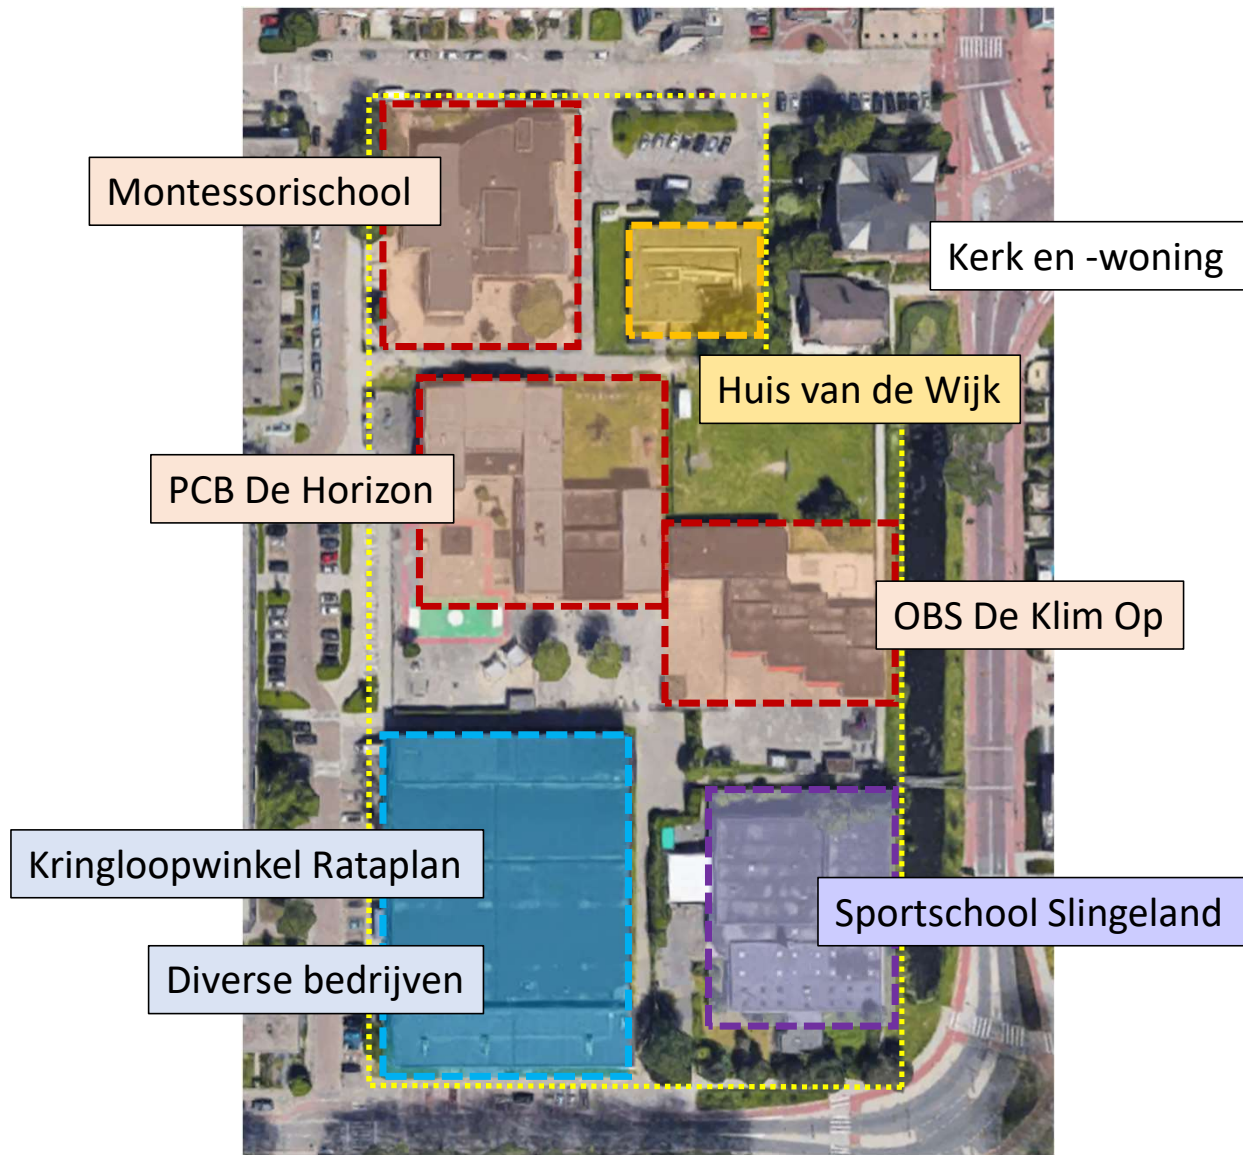 Montessorischool
Kerk en -woning
Huis van de Wijk
PCB De Horizon
OBS De Klim Op
Kringloopwinkel Rataplan
Sportschool Slingeland
Diverse bedrijven